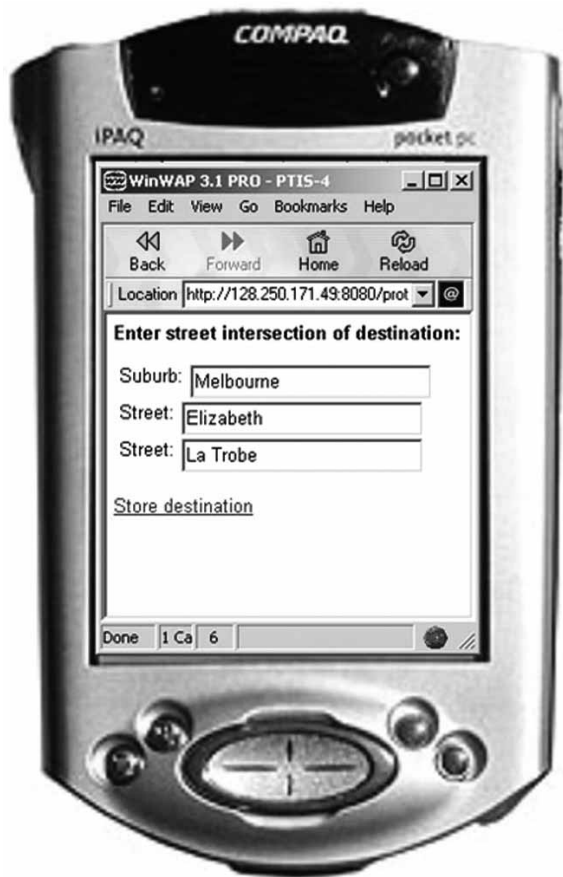 COMPAQ
iPAQ pocket pc
WinWAP 3.1 PRO - PTIS-4
File Edit View Go Bookmarks Help
Back Forward Home Reload
Location http://128.250.171.49:8080/prot @
Enter street intersection of destination:
Suburb: Melbourne
Street: Elizabeth
Street: La Trobe
Store destination
Done 1 Ca 6